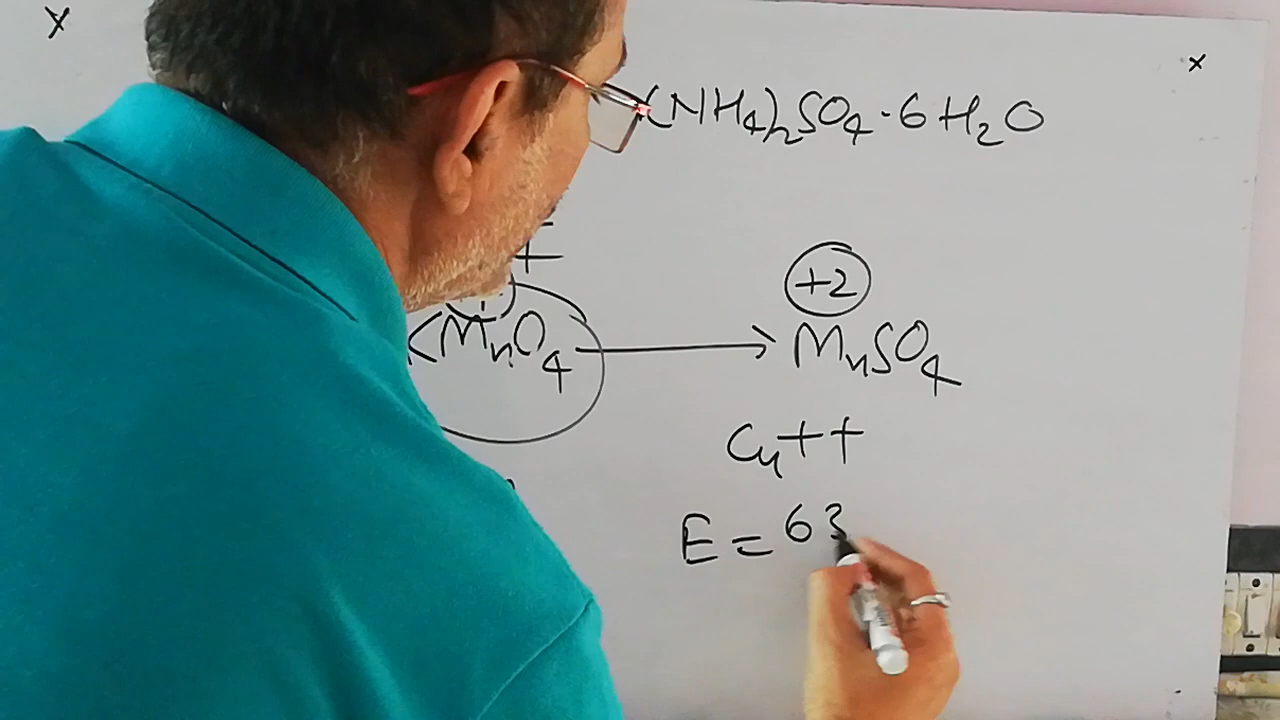 x x
(NH4)2SO4·6H2O
+2
KMnO4 → MnSO4
Cu++
E = 63